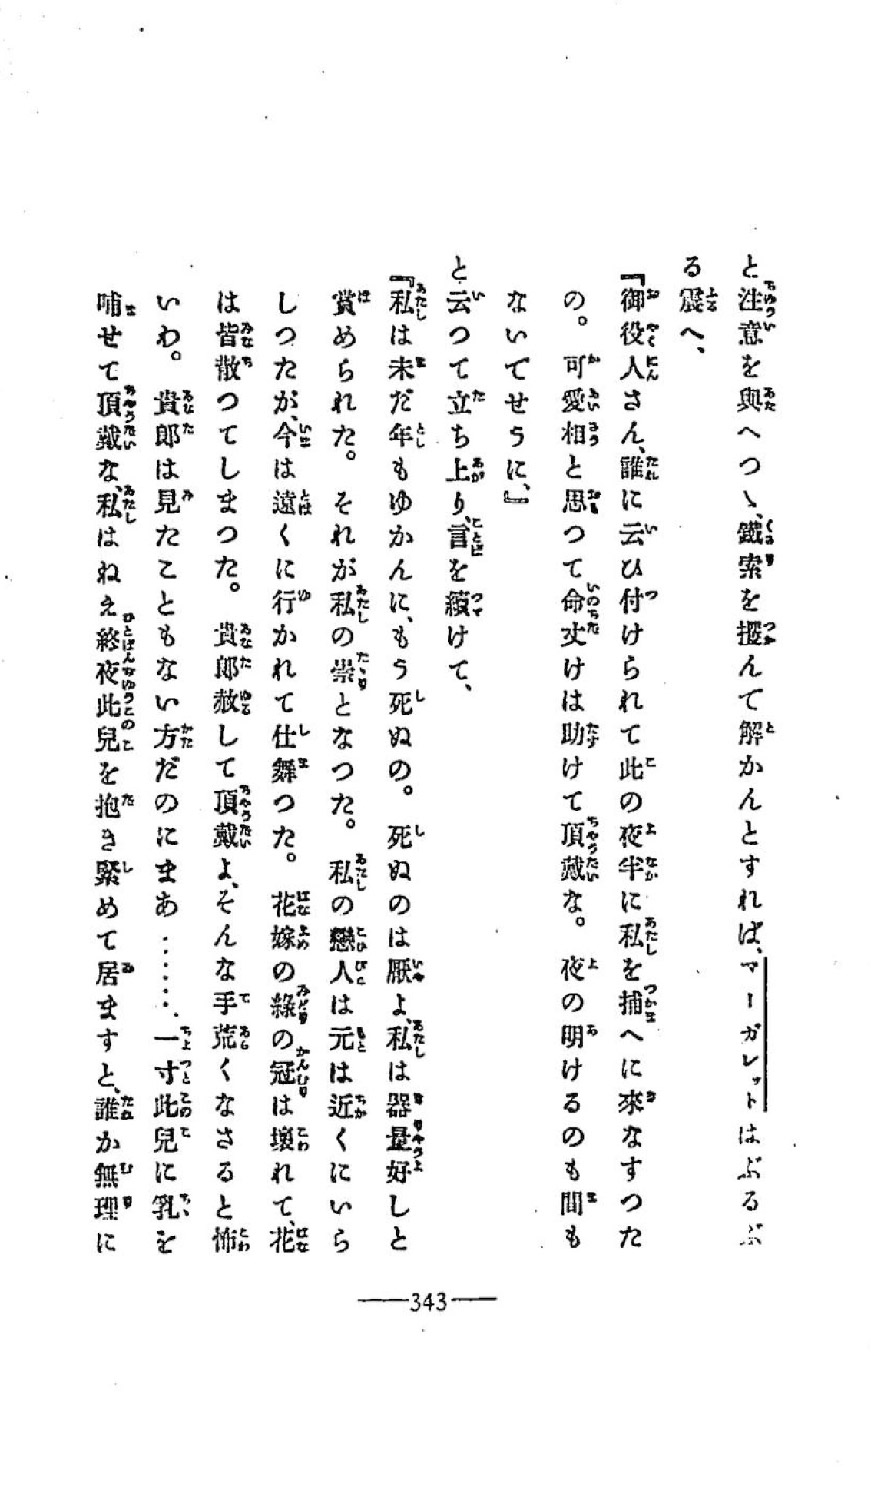 と注意を與へつゝ、鐵索を攫んて解かんとすれば、マーガレットはぶるぶ
る震へ、
『御役人さん、誰に云ひ付けられて此の夜半に私を捕へに來なすつた
の。可愛相と思つて命丈けは助けて頂戴な。夜の明けるのも間も
ないてせうに、』
と云つて立ち上り、言を續けて、
『私は未だ年もゆかんに、もう死ぬの。死ぬのは厭よ、私は器量好しと
賞められた。それが私の祟となつた。私の戀人は元は近くにいら
しつたが、今は遠くに行かれて仕舞つた。花嫁の綠の冠は壞れて、花
は皆散つてしまつた。貴郎赦して頂戴よ、そんな手荒くなさると怖
いわ。貴郎は見たこともない方だのにまあ……。一寸此兒に乳を
哺せて頂戴な、私はねえ終夜此兒を抱き緊めて居ますと、誰か無理に
343